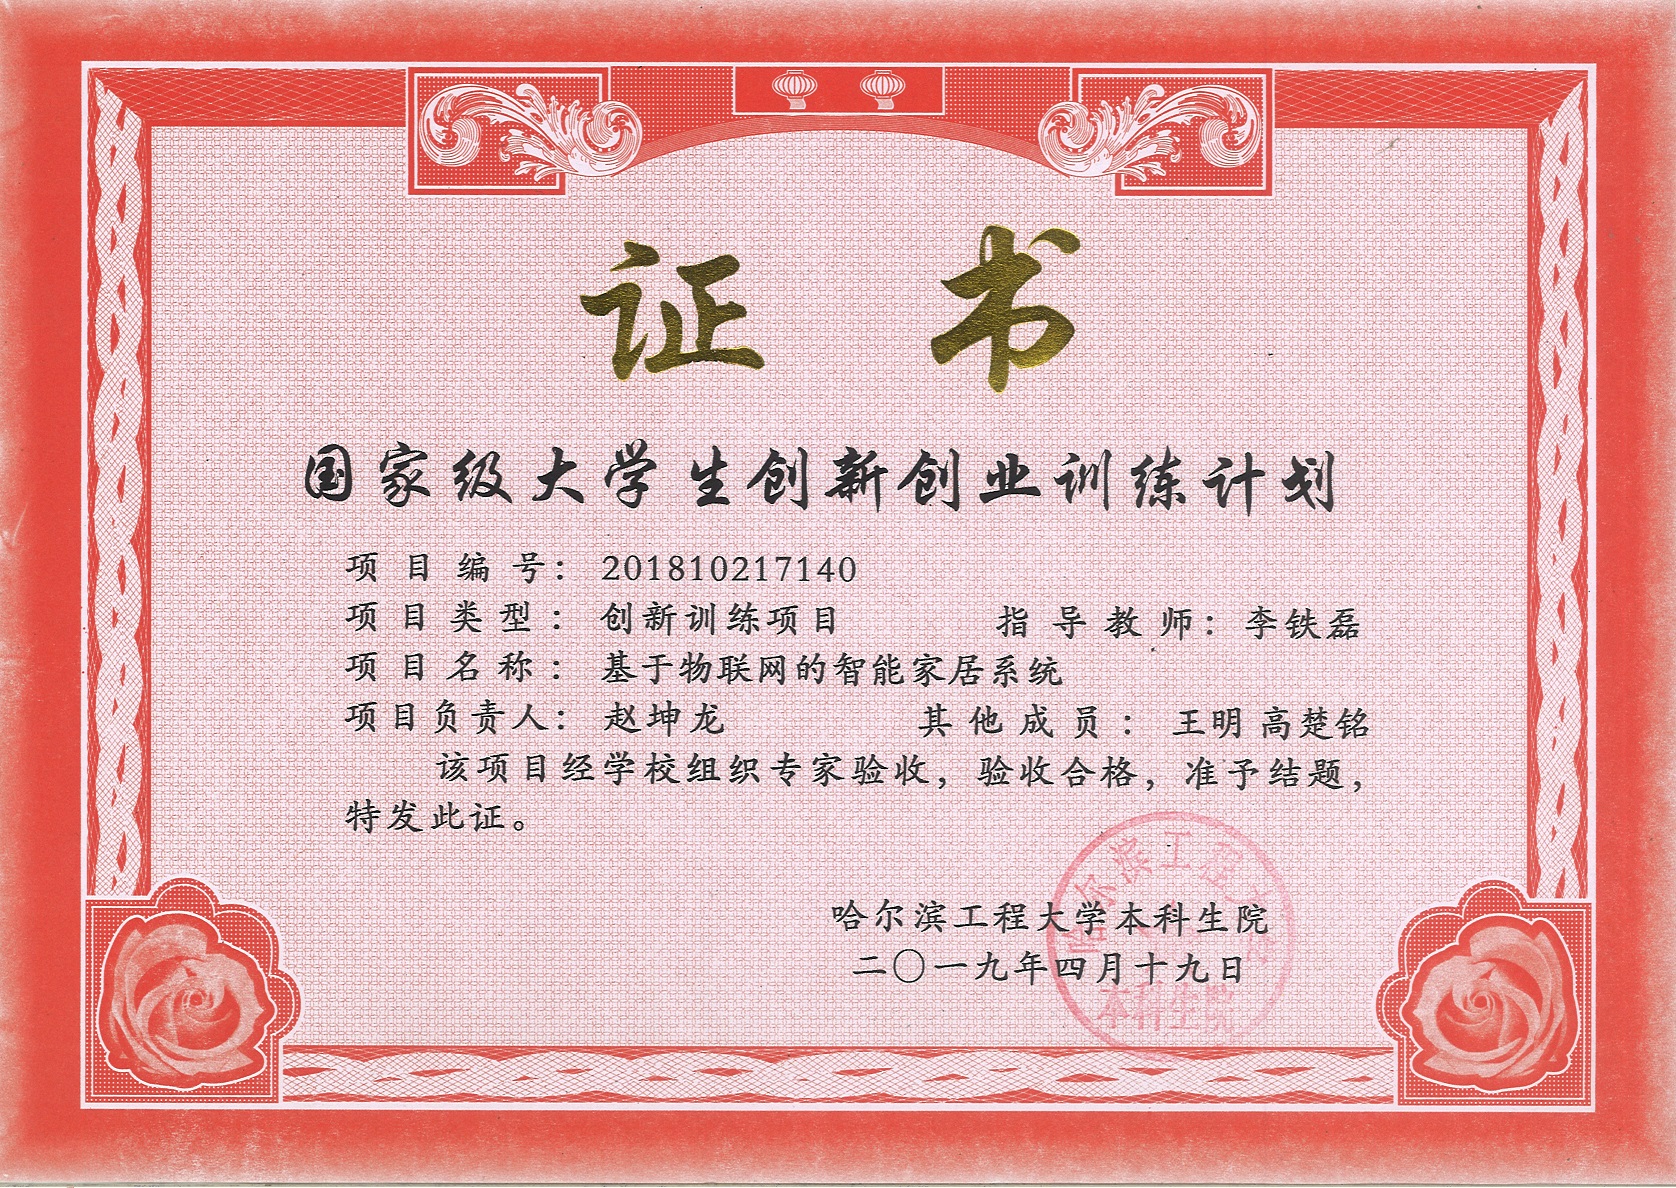 证 书
国家级大学生创新创业训练计划
项目编号： 201810217140
项目类型： 创新训练项目 指导教师： 李铁磊
项目名称： 基于物联网的智能家居系统
项目负责人： 赵坤龙 其他成员： 王明 高楚铭
该项目经学校组织专家验收，验收合格，准予结题，
特发此证。
哈尔滨工程大学本科生院
二〇一九年四月十九日
哈尔滨工程大学
本科生院